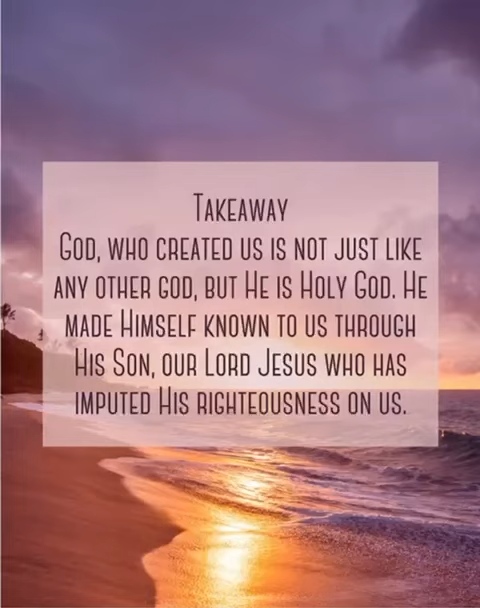 Takeaway
God, who created us is not just like
any other god, but He is Holy God. He
made Himself known to us through
His Son, our Lord Jesus who has
imputed His righteousness on us.